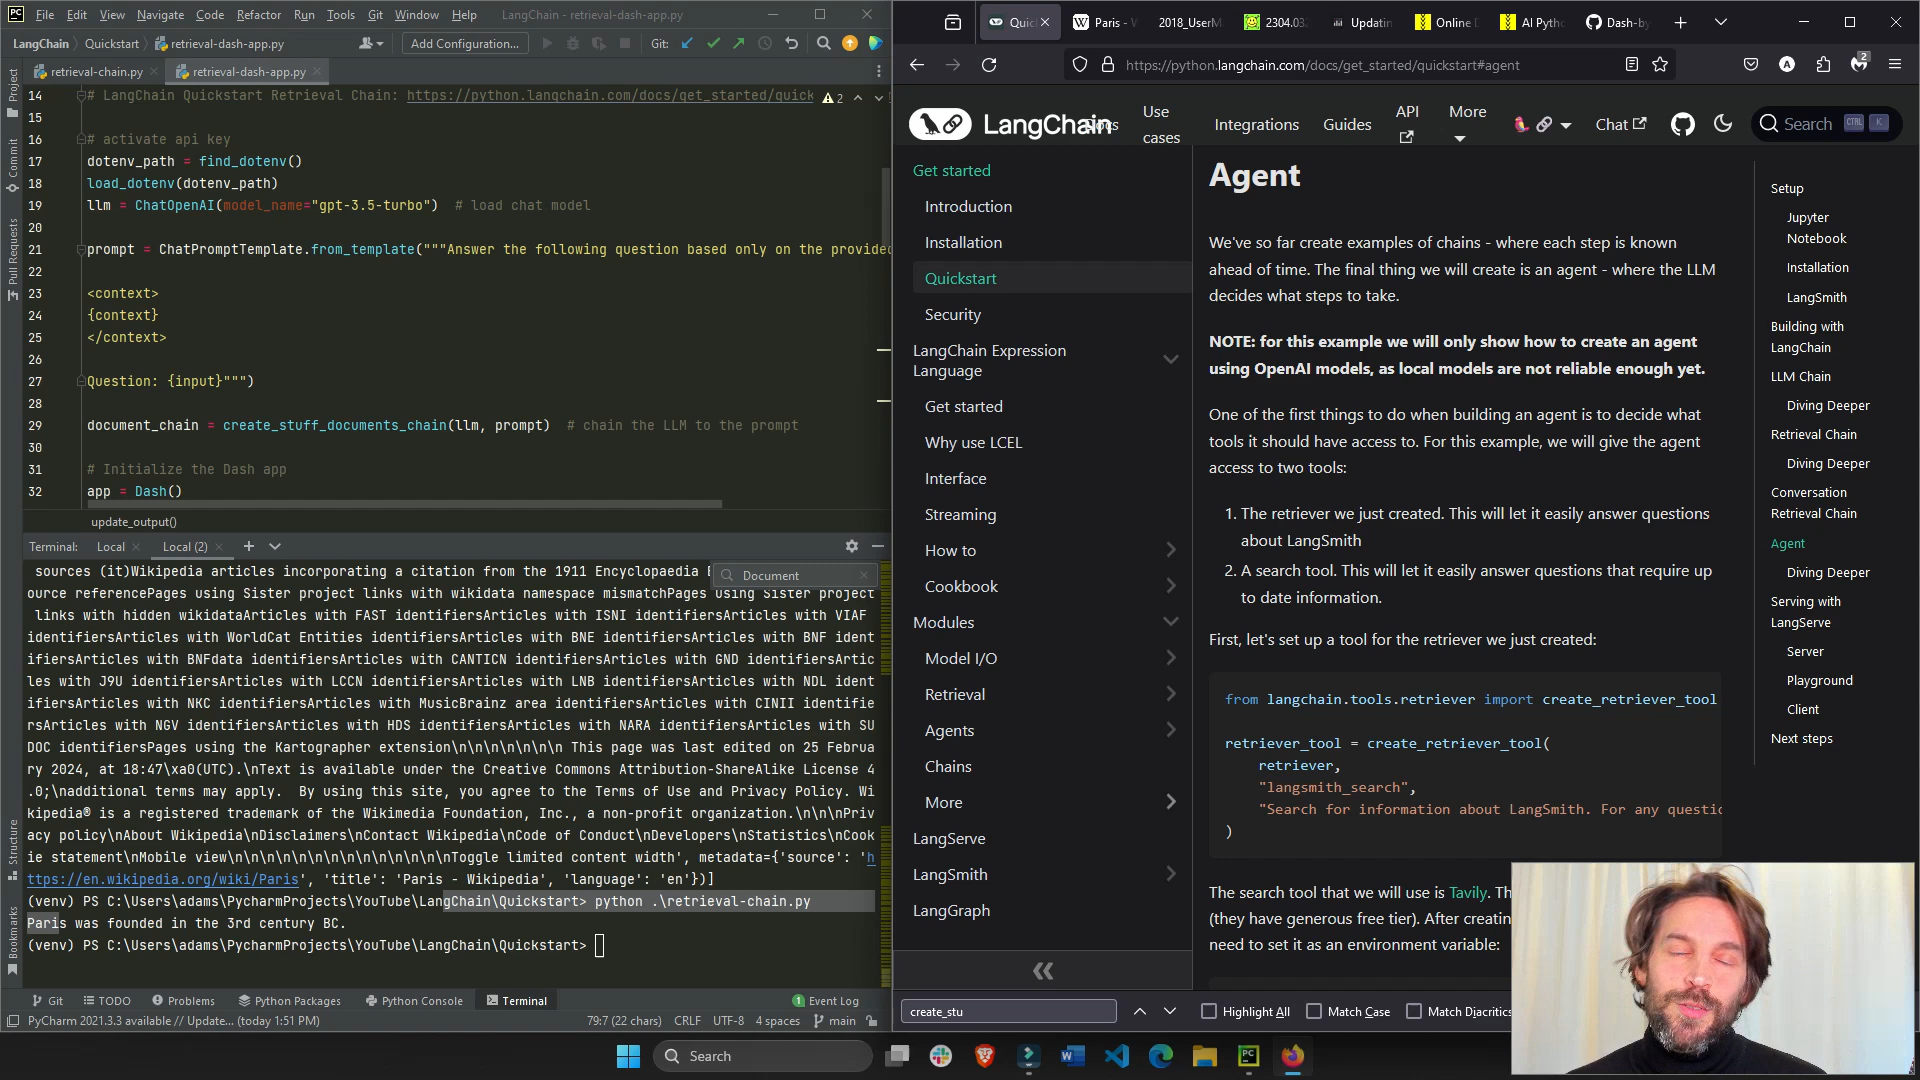 PC File Edit View Navigate Code Refactor Run Tools Git Window Help LangChain - retrieval-dash-app.py
LangChain Quickstart retrieval-dash-app.py Add Configuration... Git:
retrieval-chain.py retrieval-dash-app.py
14 # LangChain Quickstart Retrieval Chain: https://python.langchain.com/docs/get_started/quick 2
15
16 # activate api key
17 dotenv_path = find_dotenv()
18 load_dotenv(dotenv_path)
19 llm = ChatOpenAI(model_name="gpt-3.5-turbo") # load chat model
20
21 prompt = ChatPromptTemplate.from_template("""Answer the following question based only on the provided
22
23 <context>
24 {context}
25 </context>
26
27 Question: {input}""")
28
29 document_chain = create_stuff_documents_chain(llm, prompt) # chain the LLM to the prompt
30
31 # Initialize the Dash app
32 app = Dash()
update_output()
Project
Commit
Pull Requests
Structure
Bookmarks
Terminal: Local Local (2)
Document
sources (it)Wikipedia articles incorporating a citation from the 1911 Encyclopaedia
ource referencePages using Sister project links with wikidata namespace mismatchPages using Sister project
links with hidden wikidataArticles with FAST identifiersArticles with ISNI identifiersArticles with VIAF
identifiersArticles with WorldCat Entities identifiersArticles with BNE identifiersArticles with BNF ident
ifiersArticles with BNFdata identifiersArticles with CANTICN identifiersArticles with GND identifiersArtic
les with J9U identifiersArticles with LCCN identifiersArticles with LNB identifiersArticles with NDL ident
ifiersArticles with NKC identifiersArticles with MusicBrainz area identifiersArticles with CINII identifie
rsArticles with NGV identifiersArticles with HDS identifiersArticles with NARA identifiersArticles with SU
DOC identifiersPages using the Kartographer extension\n\n\n\n\n\n\n This page was last edited on 25 Februa
ry 2024, at 18:47\xa0(UTC).\nText is available under the Creative Commons Attribution-ShareAlike License 4
.0;\nadditional terms may apply. By using this site, you agree to the Terms of Use and Privacy Policy. Wi
kipedia® is a registered trademark of the Wikimedia Foundation, Inc., a non-profit organization.\n\n\nPriv
acy policy\nAbout Wikipedia\nDisclaimers\nContact Wikipedia\nCode of Conduct\nDevelopers\nStatistics\nCook
ie statement\nMobile view\n\n\n\n\n\n\n\n\n\n\n\n\n\n\nToggle limited content width', metadata={'source': 'h
ttps://en.wikipedia.org/wiki/Paris', 'title': 'Paris - Wikipedia', 'language': 'en'})]
(venv) PS C:\Users\adams\PycharmProjects\YouTube\LangChain\Quickstart> python .\retrieval-chain.py
Paris was founded in the 3rd century BC.
(venv) PS C:\Users\adams\PycharmProjects\YouTube\LangChain\Quickstart>
Git TODO Problems Python Packages Python Console Terminal 1 Event Log
PyCharm 2021.3.3 available // Update... (today 1:51 PM) 79:7 (22 chars) CRLF UTF-8 4 spaces main
Quic Paris - W 2018_UserM 2304.03 Updatin Online AI Pytho Dash-by
https://python.langchain.com/docs/get_started/quickstart#agent A 2
LangChain Docs Use cases Integrations Guides API More Chat Search CTRL K
Get started
Introduction
Installation
Quickstart
Security
LangChain Expression
Language
Get started
Why use LCEL
Interface
Streaming
How to
Cookbook
Modules
Model I/O
Retrieval
Agents
Chains
More
LangServe
LangSmith
LangGraph
Agent
We've so far create examples of chains - where each step is known
ahead of time. The final thing we will create is an agent - where the LLM
decides what steps to take.
NOTE: for this example we will only show how to create an agent
using OpenAI models, as local models are not reliable enough yet.
One of the first things to do when building an agent is to decide what
tools it should have access to. For this example, we will give the agent
access to two tools:
1. The retriever we just created. This will let it easily answer questions
about LangSmith
2. A search tool. This will let it easily answer questions that require up
to date information.
First, let's set up a tool for the retriever we just created:
from langchain.tools.retriever import create_retriever_tool
retriever_tool = create_retriever_tool(
retriever,
"langsmith_search",
"Search for information about LangSmith. For any questio
)
The search tool that we will use is Tavily. Th
(they have generous free tier). After creatin
need to set it as an environment variable:
Setup
Jupyter
Notebook
Installation
LangSmith
Building with
LangChain
LLM Chain
Diving Deeper
Retrieval Chain
Diving Deeper
Conversation
Retrieval Chain
Agent
Diving Deeper
Serving with
LangServe
Server
Playground
Client
Next steps
create_stu Highlight All Match Case Match Diacritics
Search